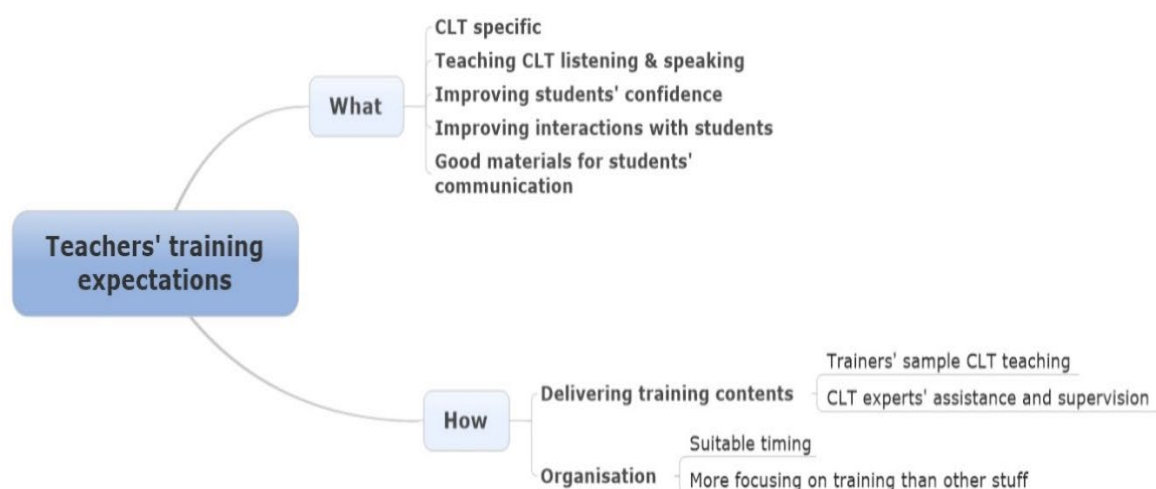 CLT specific
Teaching CLT listening & speaking
What
Improving students' confidence
Improving interactions with students
Good materials for students'
communication
Teachers' training
expectations
Trainers' sample CLT teaching
Delivering training contents
CLT experts' assistance and supervision
How
Suitable timing
Organisation
More focusing on training than other stuff